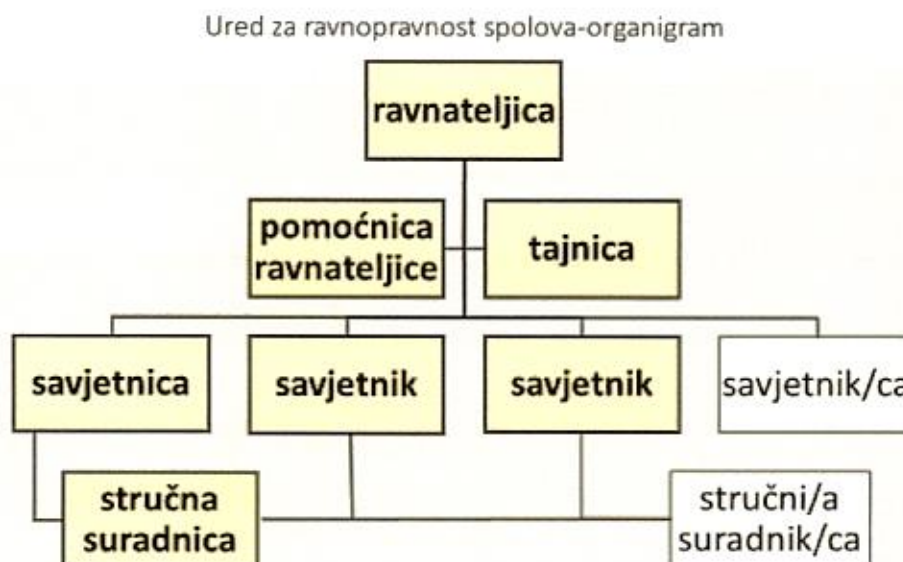 Ured za ravnopravnost spolova-organigram
ravnateljica
pomoćnica
ravnateljice
tajnica
savjetnica
savjetnik
savjetnik
savjetnik/ca
stručna
suradnica
stručni/a
suradnik/ca